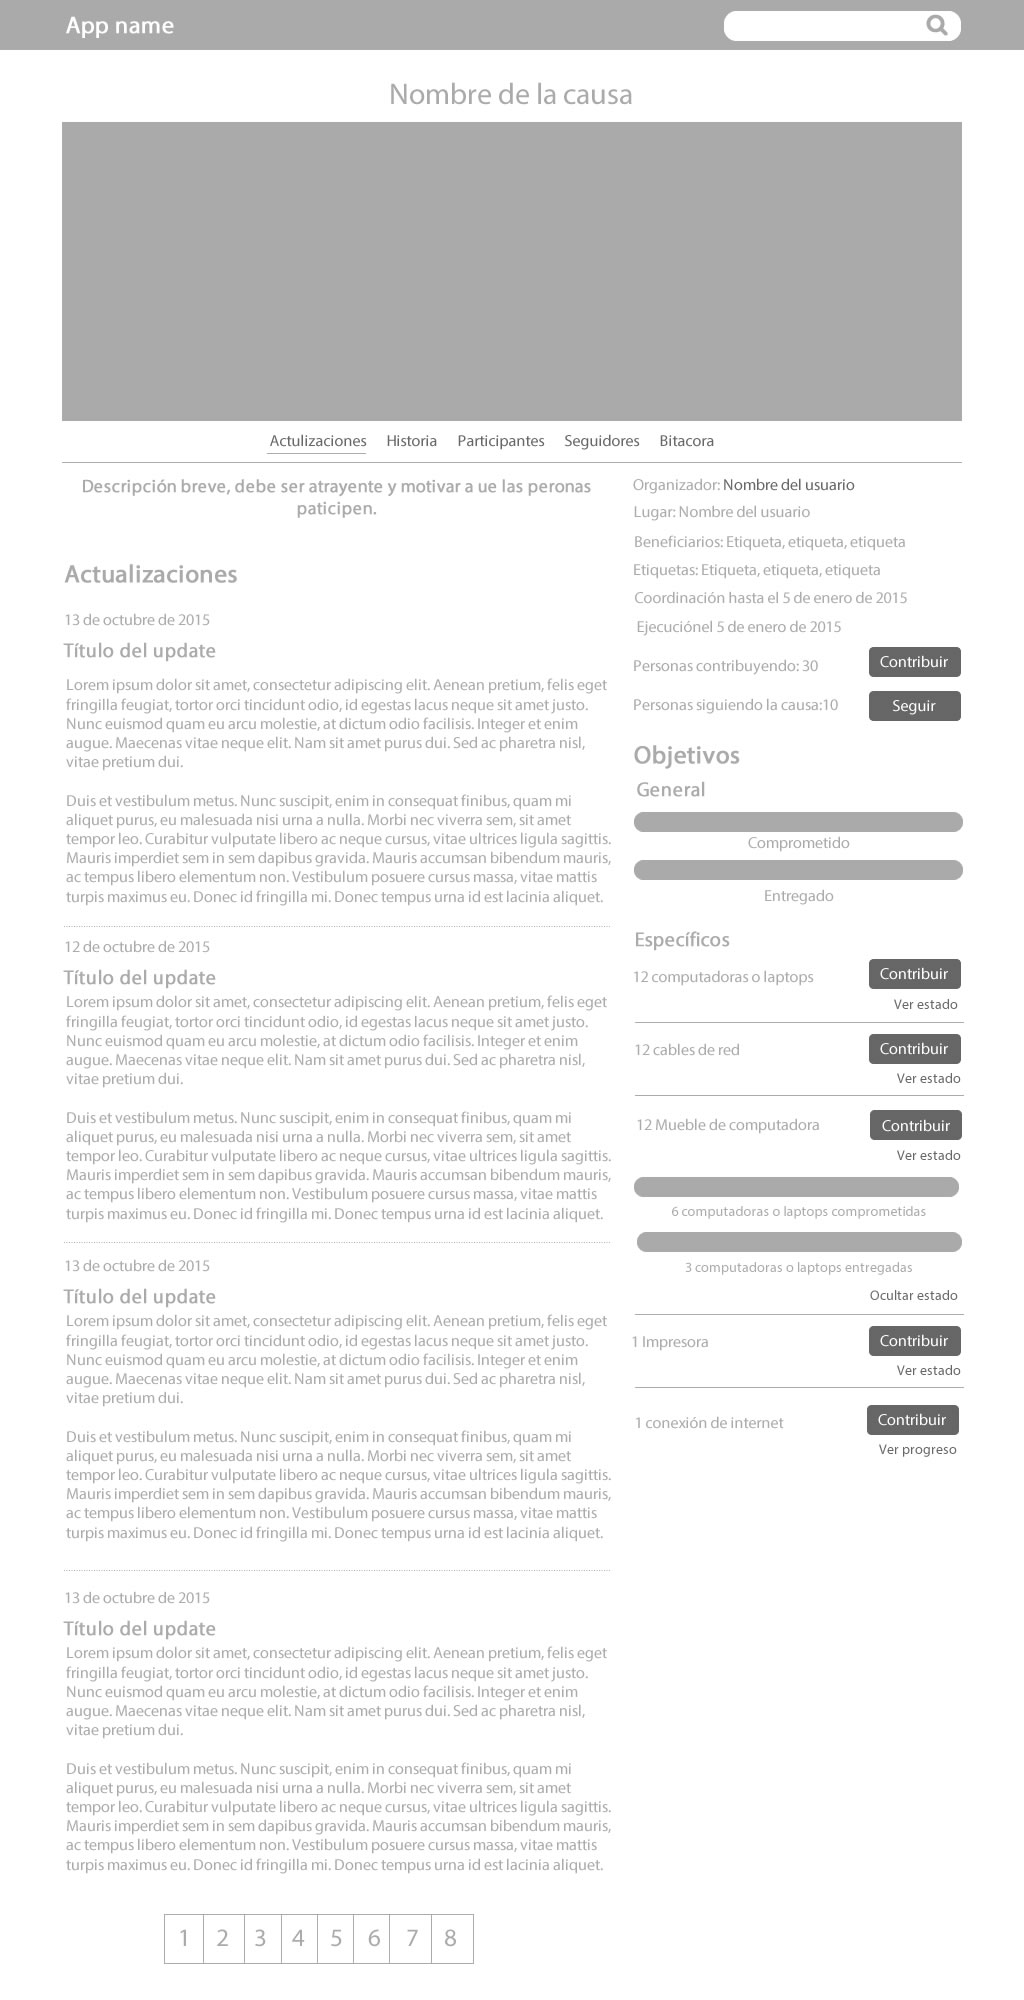 App name
Nombre de la causa
Actulizaciones Historia Participantes Seguidores Bitacora
Descripción breve, debe ser atrayente y motivar a ue las peronas
paticipen.
Actualizaciones
13 de octubre de 2015
Título del update
Lorem ipsum dolor sit amet, consectetur adipiscing elit. Aenean pretium, felis eget
fringilla feugiat, tortor orci tincidunt odio, id egestas lacus neque sit amet justo.
Nunc euismod quam eu arcu molestie, at dictum odio facilisis. Integer et enim
augue. Maecenas vitae neque elit. Nam sit amet purus dui. Sed ac pharetra nisl,
vitae pretium dui.
Duis et vestibulum metus. Nunc suscipit, enim in consequat finibus, quam mi
aliquet purus, eu malesuada nisi urna a nulla. Morbi nec viverra sem, sit amet
tempor leo. Curabitur vulputate libero ac neque cursus, vitae ultrices ligula sagittis.
Mauris imperdiet sem in sem dapibus gravida. Mauris accumsan bibendum mauris,
ac tempus libero elementum non. Vestibulum posuere cursus massa, vitae mattis
turpis maximus eu. Donec id fringilla mi. Donec tempus urna id est lacinia aliquet.
12 de octubre de 2015
Título del update
Lorem ipsum dolor sit amet, consectetur adipiscing elit. Aenean pretium, felis eget
fringilla feugiat, tortor orci tincidunt odio, id egestas lacus neque sit amet justo.
Nunc euismod quam eu arcu molestie, at dictum odio facilisis. Integer et enim
augue. Maecenas vitae neque elit. Nam sit amet purus dui. Sed ac pharetra nisl,
vitae pretium dui.
Duis et vestibulum metus. Nunc suscipit, enim in consequat finibus, quam mi
aliquet purus, eu malesuada nisi urna a nulla. Morbi nec viverra sem, sit amet
tempor leo. Curabitur vulputate libero ac neque cursus, vitae ultrices ligula sagittis.
Mauris imperdiet sem in sem dapibus gravida. Mauris accumsan bibendum mauris,
ac tempus libero elementum non. Vestibulum posuere cursus massa, vitae mattis
turpis maximus eu. Donec id fringilla mi. Donec tempus urna id est lacinia aliquet.
13 de octubre de 2015
Título del update
Lorem ipsum dolor sit amet, consectetur adipiscing elit. Aenean pretium, felis eget
fringilla feugiat, tortor orci tincidunt odio, id egestas lacus neque sit amet justo.
Nunc euismod quam eu arcu molestie, at dictum odio facilisis. Integer et enim
augue. Maecenas vitae neque elit. Nam sit amet purus dui. Sed ac pharetra nisl,
vitae pretium dui.
Duis et vestibulum metus. Nunc suscipit, enim in consequat finibus, quam mi
aliquet purus, eu malesuada nisi urna a nulla. Morbi nec viverra sem, sit amet
tempor leo. Curabitur vulputate libero ac neque cursus, vitae ultrices ligula sagittis.
Mauris imperdiet sem in sem dapibus gravida. Mauris accumsan bibendum mauris,
ac tempus libero elementum non. Vestibulum posuere cursus massa, vitae mattis
turpis maximus eu. Donec id fringilla mi. Donec tempus urna id est lacinia aliquet.
13 de octubre de 2015
Título del update
Lorem ipsum dolor sit amet, consectetur adipiscing elit. Aenean pretium, felis eget
fringilla feugiat, tortor orci tincidunt odio, id egestas lacus neque sit amet justo.
Nunc euismod quam eu arcu molestie, at dictum odio facilisis. Integer et enim
augue. Maecenas vitae neque elit. Nam sit amet purus dui. Sed ac pharetra nisl,
vitae pretium dui.
Duis et vestibulum metus. Nunc suscipit, enim in consequat finibus, quam mi
aliquet purus, eu malesuada nisi urna a nulla. Morbi nec viverra sem, sit amet
tempor leo. Curabitur vulputate libero ac neque cursus, vitae ultrices ligula sagittis.
Mauris imperdiet sem in sem dapibus gravida. Mauris accumsan bibendum mauris,
ac tempus libero elementum non. Vestibulum posuere cursus massa, vitae mattis
turpis maximus eu. Donec id fringilla mi. Donec tempus urna id est lacinia aliquet.
1 2 3 4 5 6 7 8
Organizador: Nombre del usuario
Lugar: Nombre del usuario
Beneficiarios: Etiqueta, etiqueta, etiqueta
Etiquetas: Etiqueta, etiqueta, etiqueta
Coordinación hasta el 5 de enero de 2015
Ejecuciónel 5 de enero de 2015
Personas contribuyendo: 30 Contribuir
Personas siguiendo la causa:10 Seguir
Objetivos
General
Comprometido
Entregado
Específicos
12 computadoras o laptops Contribuir
Ver estado
12 cables de red Contribuir
Ver estado
12 Mueble de computadora Contribuir
Ver estado
6 computadoras o laptops comprometidas
3 computadoras o laptops entregadas
Ocultar estado
1 Impresora Contribuir
Ver estado
1 conexión de internet Contribuir
Ver progreso